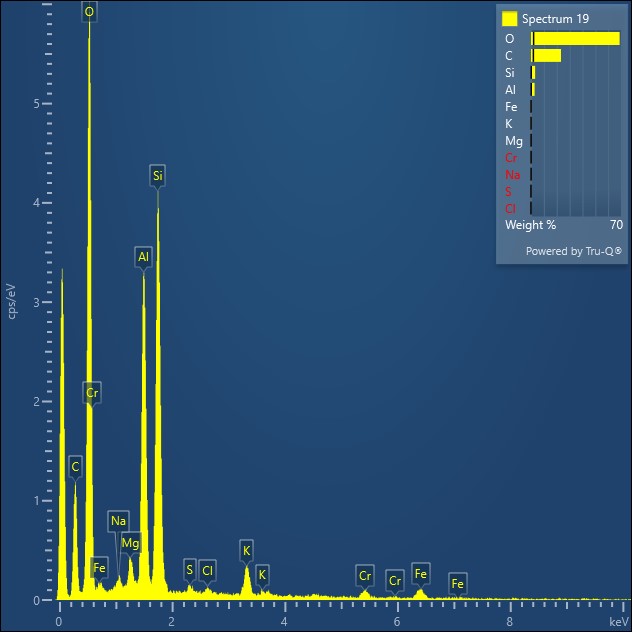 O
Spectrum 19
O
C
Si
Al
Fe
K
Mg
Cr
Na
S
Cl
Weight % 70
Powered by Tru-Q®
5
Si
4
Al
3
cps/eV
Cr
2
C
1
Na
Mg
K
Fe
S Cl K Cr Cr Fe Fe
0
0 2 4 6 8 keV